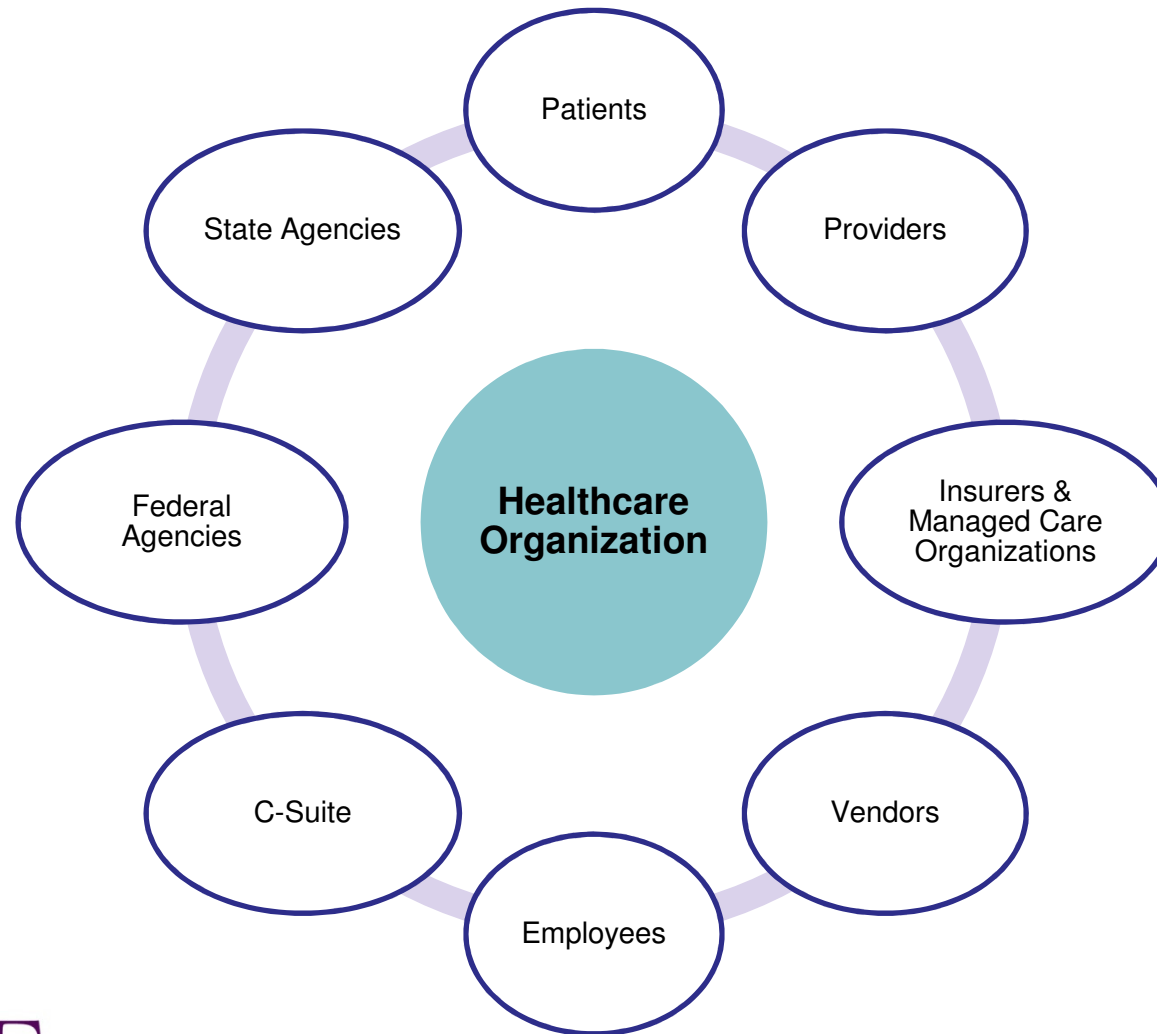 Patients
Providers
Insurers &
Managed Care
Organizations
Vendors
Employees
C-Suite
Federal
Agencies
State Agencies
Healthcare
Organization